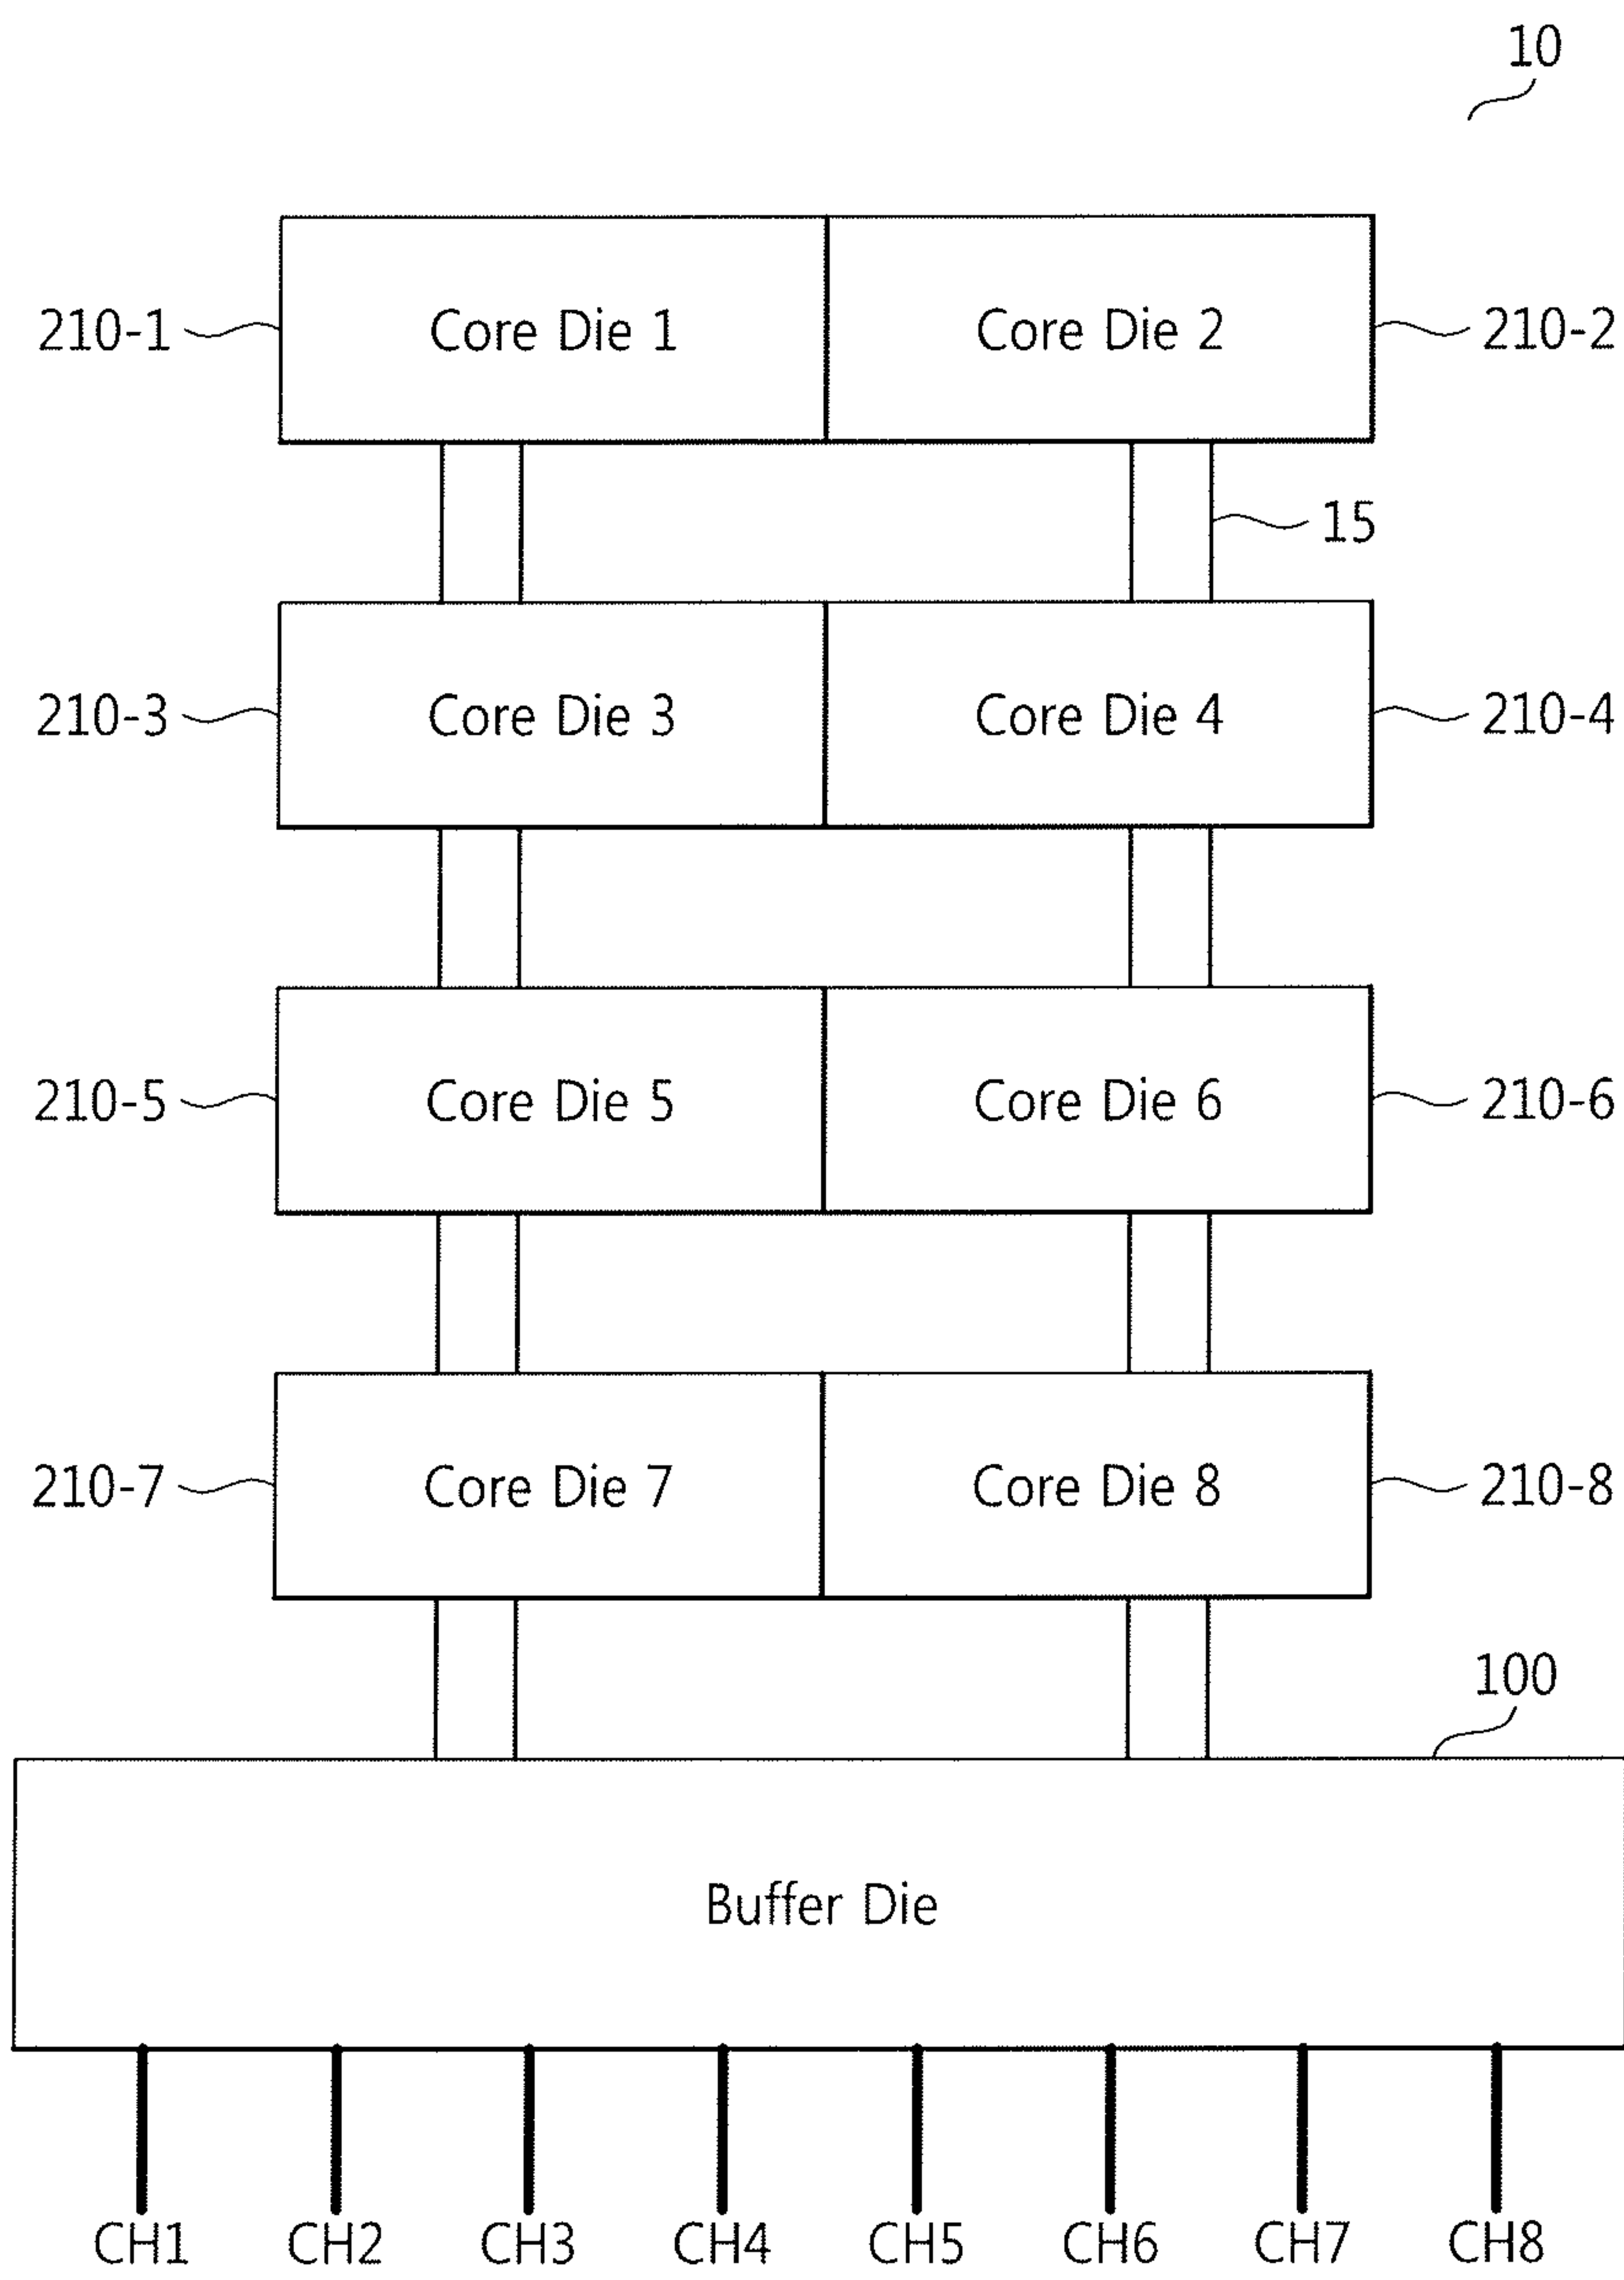 10
210-1 Core Die 1 Core Die 2 210-2
15
210-3 Core Die 3 Core Die 4 210-4
210-5 Core Die 5 Core Die 6 210-6
210-7 Core Die 7 Core Die 8 210-8
100
Buffer Die
CH1 CH2 CH3 CH4 CH5 CH6 CH7 CH8